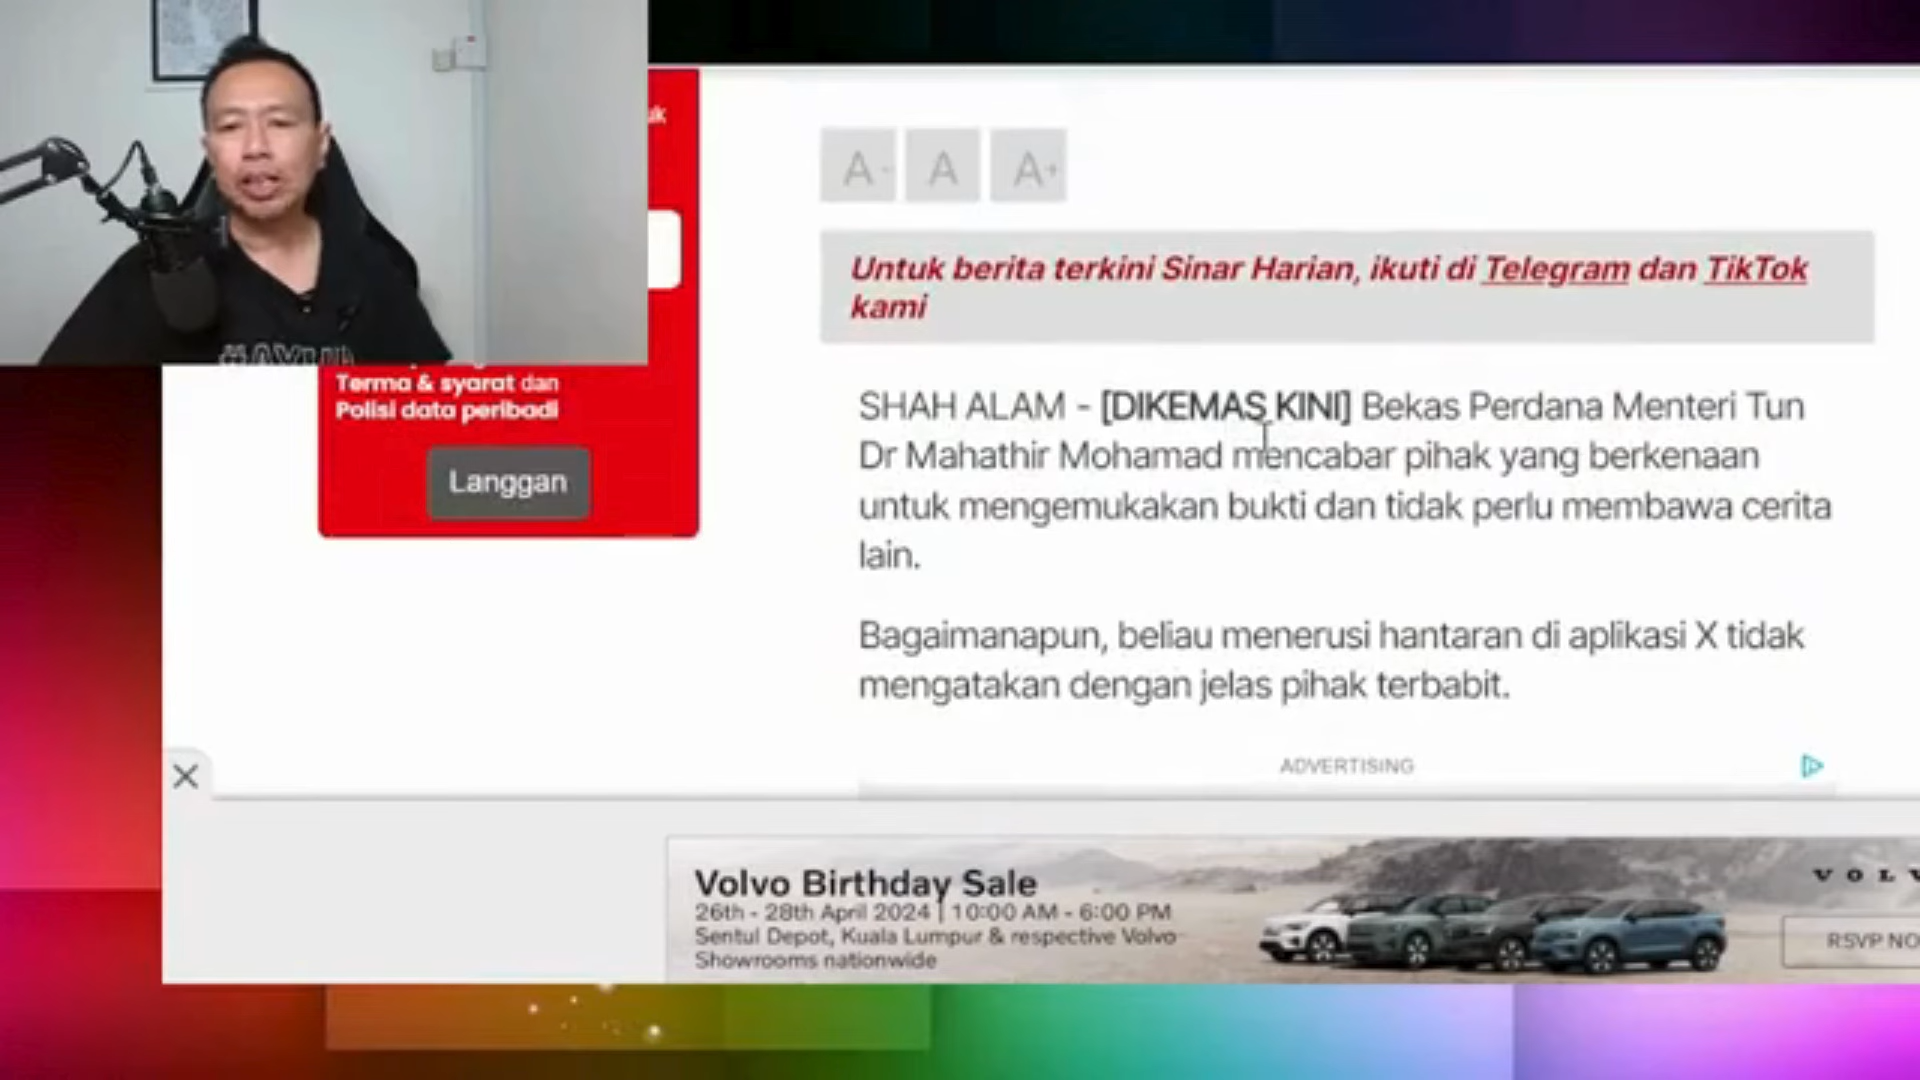 uk
A-
A
A+
Untuk berita terkini Sinar Harian, ikuti di Telegram dan TikTok
kami
Terma & syarat dan
Polisi data peribadi
Langgan
SHAH ALAM - [DIKEMAS KINI] Bekas Perdana Menteri Tun
Dr Mahathir Mohamad mencabar pihak yang berkenaan
untuk mengemukakan bukti dan tidak perlu membawa cerita
lain.
Bagaimanapun, beliau menerusi hantaran di aplikasi X tidak
mengatakan dengan jelas pihak terbabit.
ADVERTISING
Volvo Birthday Sale
26th - 28th April 2024 | 10:00 AM - 6:00 PM
Sentul Depot, Kuala Lumpur & respective Volvo
Showrooms nationwide
VOLV
RSVP NO